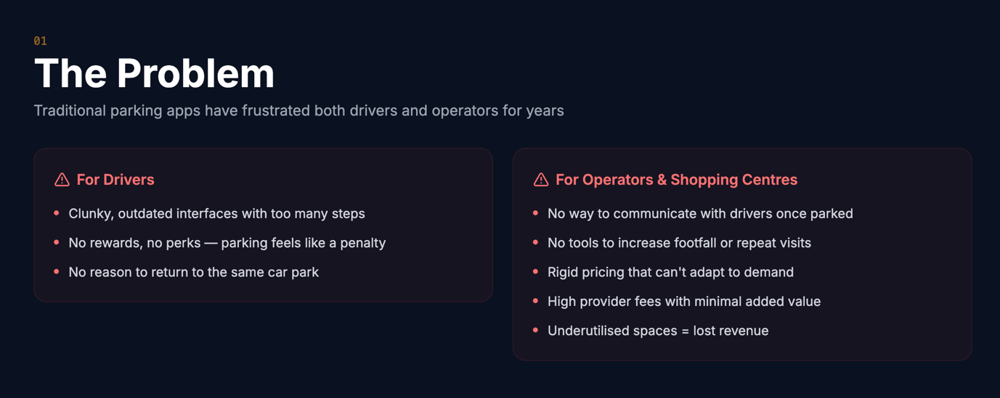 01
The Problem
Traditional parking apps have frustrated both drivers and operators for years
For Drivers
Clunky, outdated interfaces with too many steps
No rewards, no perks — parking feels like a penalty
No reason to return to the same car park
For Operators & Shopping Centres
No way to communicate with drivers once parked
No tools to increase footfall or repeat visits
Rigid pricing that can't adapt to demand
High provider fees with minimal added value
Underutilised spaces = lost revenue